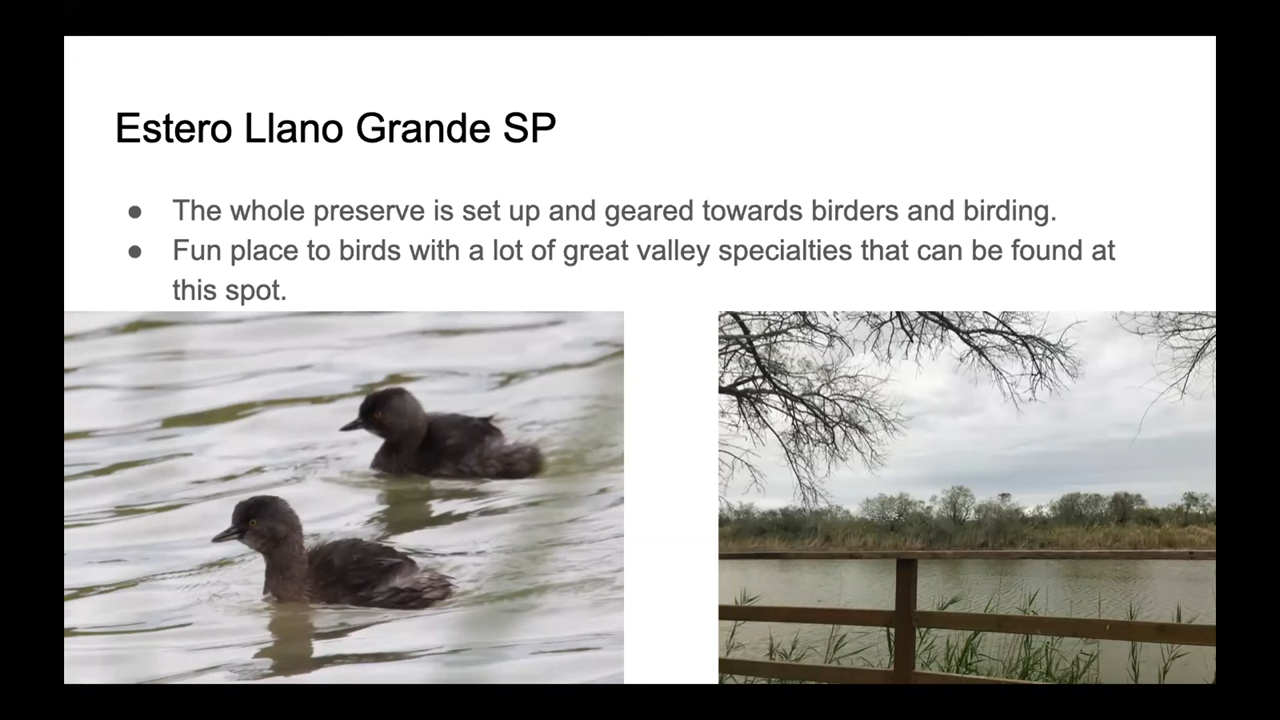 Estero Llano Grande SP
● The whole preserve is set up and geared towards birders and birding.
● Fun place to birds with a lot of great valley specialties that can be found at
this spot.